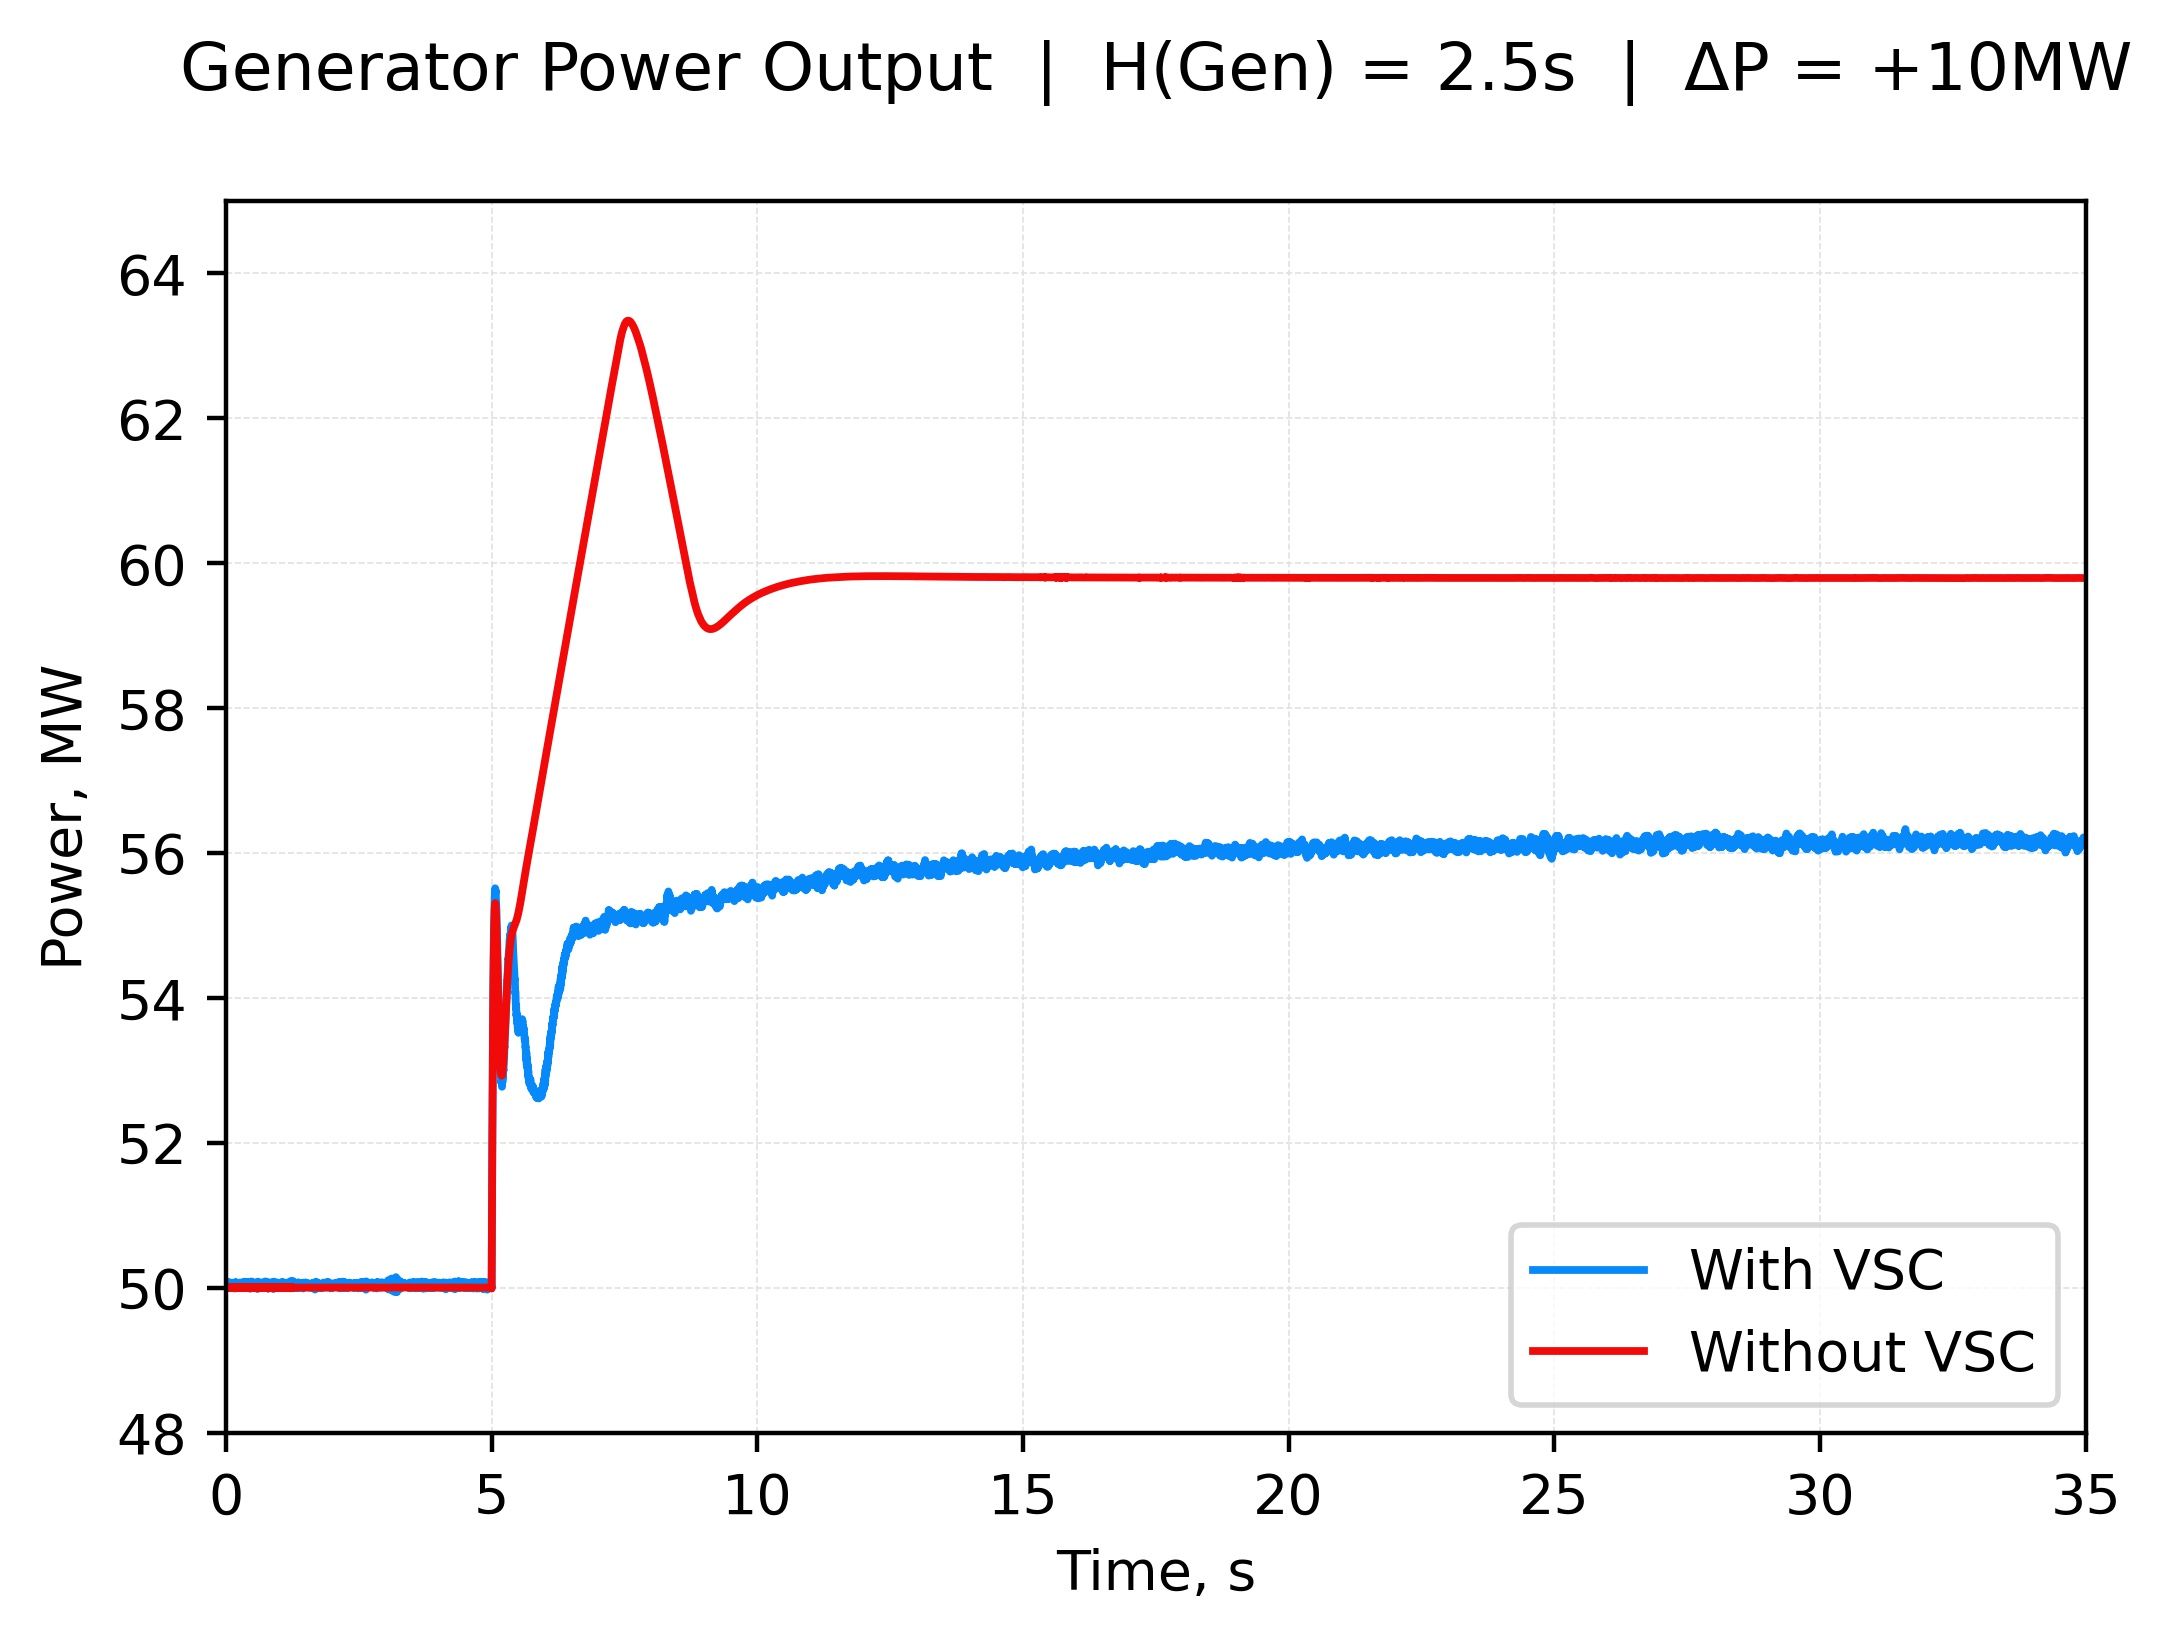 Generator Power Output | H(Gen) = 2.5s | ΔP = +10MW
64
62
60
58
56
54
52
50
48
Power, MW
With VSC
Without VSC
0 5 10 15 20 25 30 35
Time, s